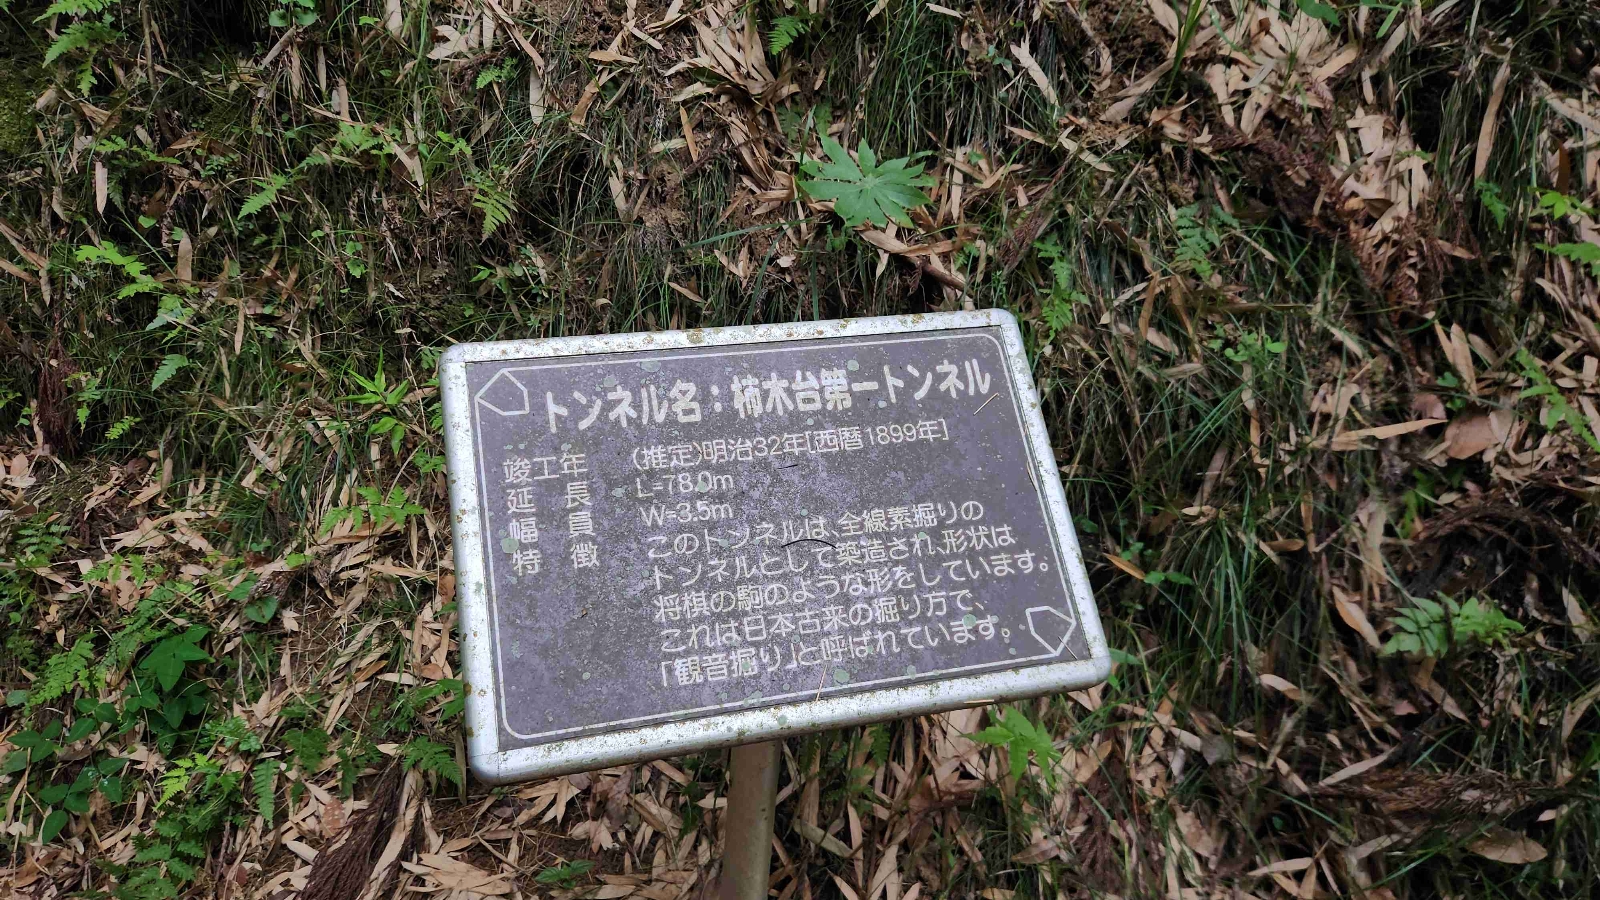 トンネル名：柿木台第一トンネル
竣工年 （推定）明治32年[西暦1899年]
延長 L=78.0m
幅員 W=3.5m
特徴 このトンネルは、全線素掘りの
トンネルとして築造され、形状は
将棋の駒のような形をしています。
これは日本古来の掘り方で、
「観音掘り」と呼ばれています。